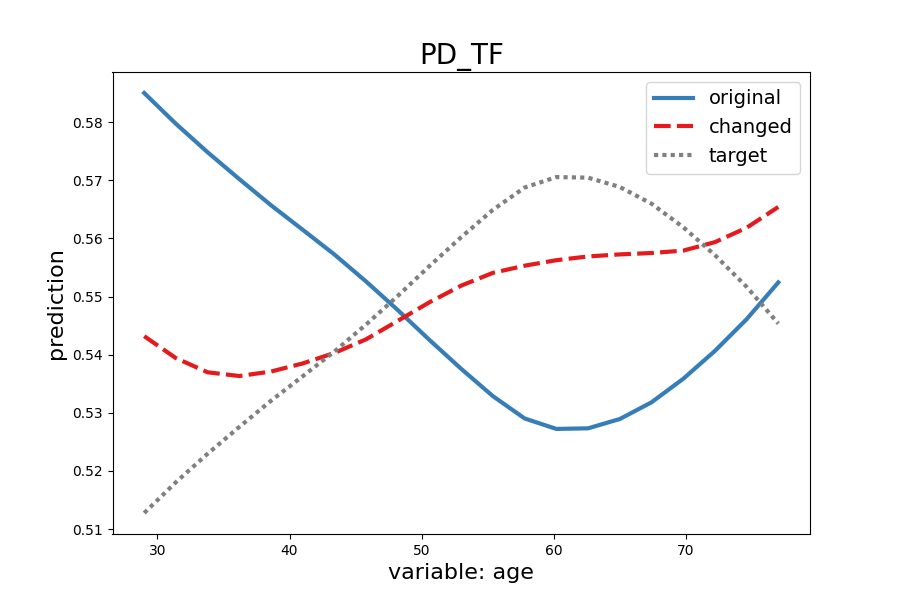 PD_TF
original
changed
target
prediction
0.58
0.57
0.56
0.55
0.54
0.53
0.52
0.51
30 40 50 60 70
variable: age